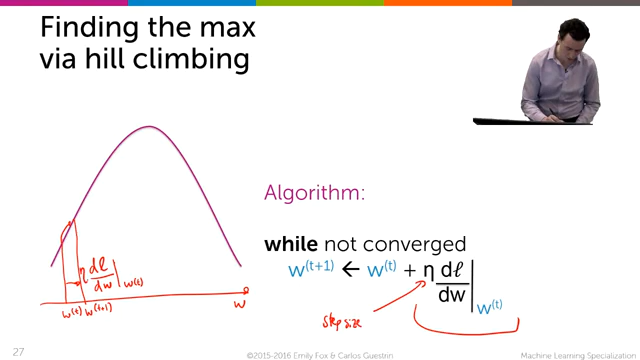 Finding the max
via hill climbing
Algorithm:
while not converged
w^(t+1) ← w^(t) + η dℓ/dw | w^(t)
step size
η dℓ/dw | w^(t)
w^(t) w^(t+1) w
27
©2015-2016 Emily Fox & Carlos Guestrin
Machine Learning Specialization